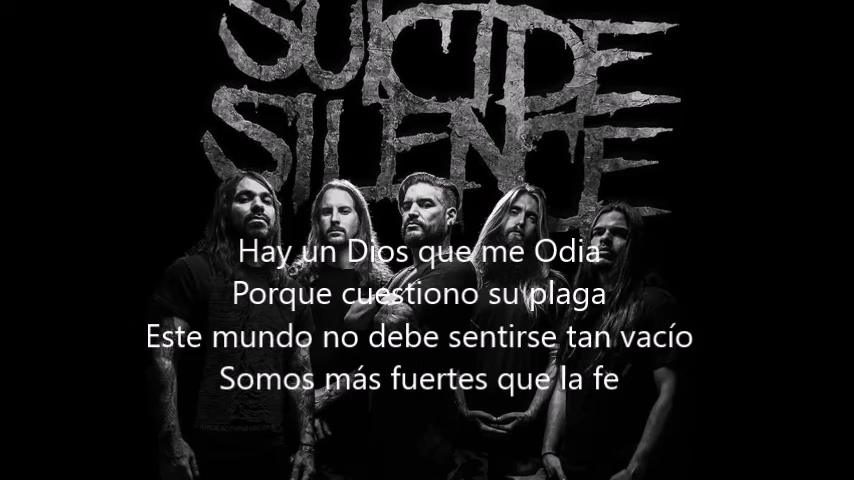 SUICIDE
SILENCE
Hay un Dios que me Odia
Porque cuestiono su plaga
Este mundo no debe sentirse tan vacío
Somos más fuertes que la fe